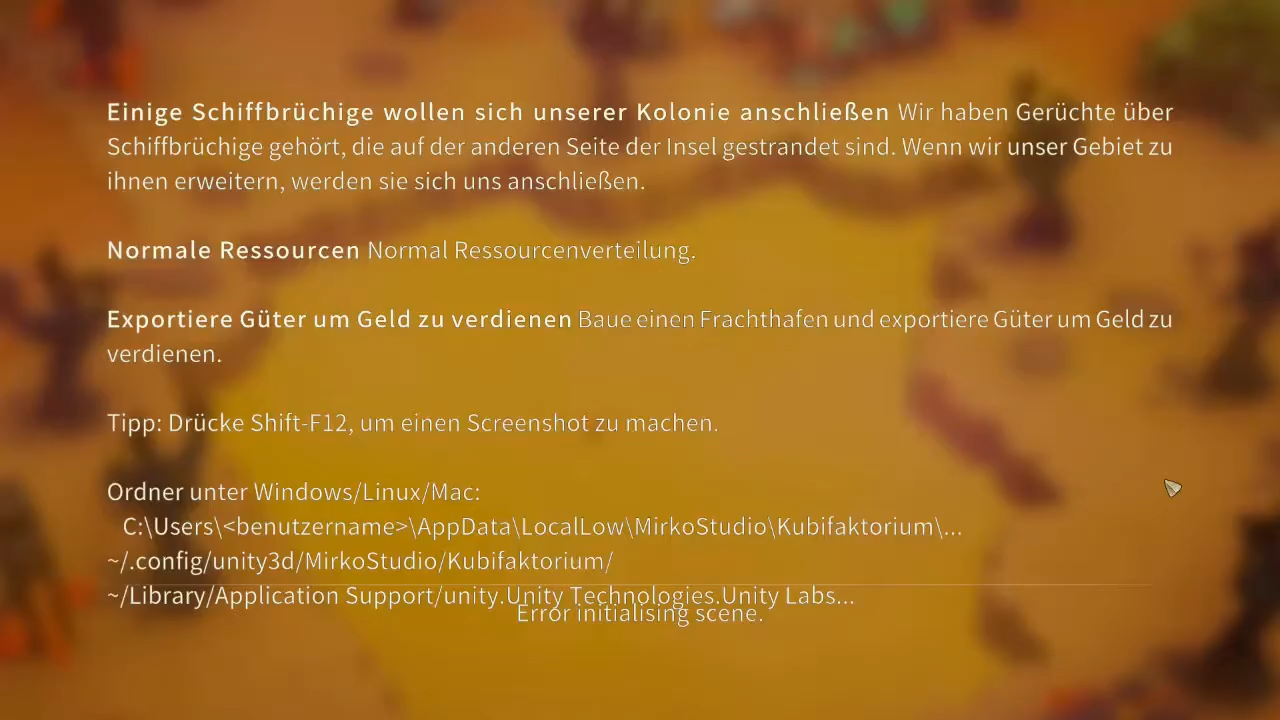 Einige Schiffbrüchige wollen sich unserer Kolonie anschließen Wir haben Gerüchte über
Schiffbrüchige gehört, die auf der anderen Seite der Insel gestrandet sind. Wenn wir unser Gebiet zu
ihnen erweitern, werden sie sich uns anschließen.
Normale Ressourcen Normal Ressourcenverteilung.
Exportiere Güter um Geld zu verdienen Baue einen Frachthafen und exportiere Güter um Geld zu
verdienen.
Tipp: Drücke Shift-F12, um einen Screenshot zu machen.
Ordner unter Windows/Linux/Mac:
C:\Users\<benutzername>\AppData\LocalLow\MirkoStudio\Kubifaktorium\...
~/.config/unity3d/MirkoStudio/Kubifaktorium/
~/Library/Application Support/unity.Unity Technologies.Unity Labs...
Error initialising scene.